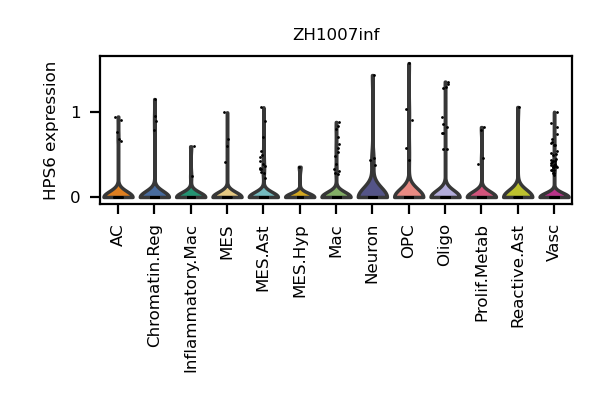 ZH1007inf
HPS6 expression
1
0
AC
Chromatin.Reg
Inflammatory.Mac
MES
MES.Ast
MES.Hyp
Mac
Neuron
OPC
Oligo
Prolif.Metab
Reactive.Ast
Vasc